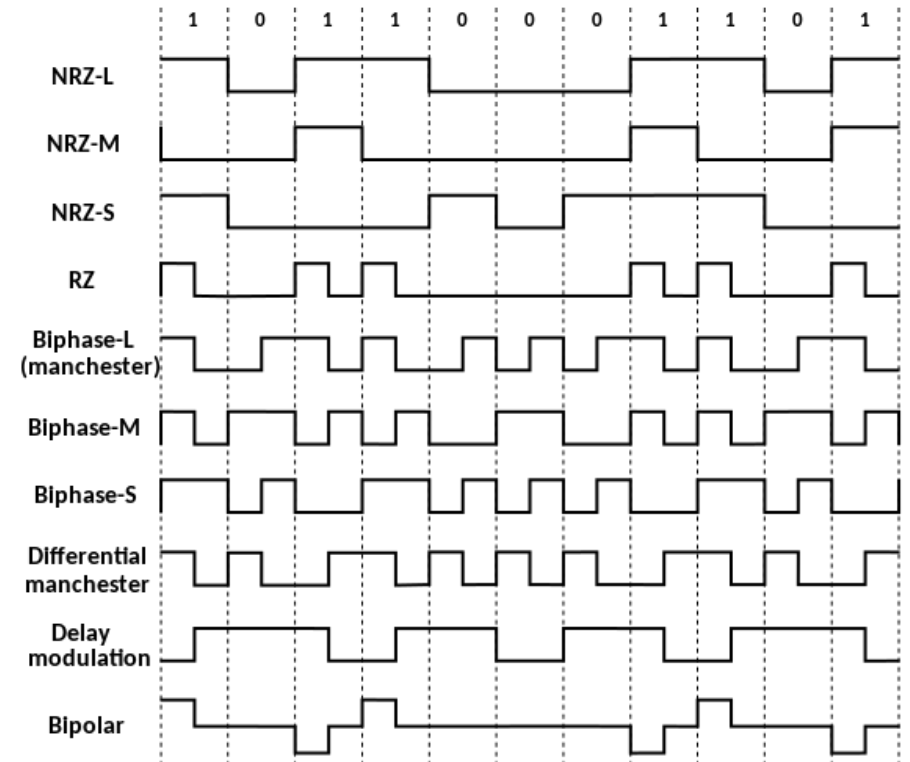 1 0 1 1 0 0 0 1 1 0 1
NRZ-L
NRZ-M
NRZ-S
RZ
Biphase-L
(manchester)
Biphase-M
Biphase-S
Differential
manchester
Delay
modulation
Bipolar